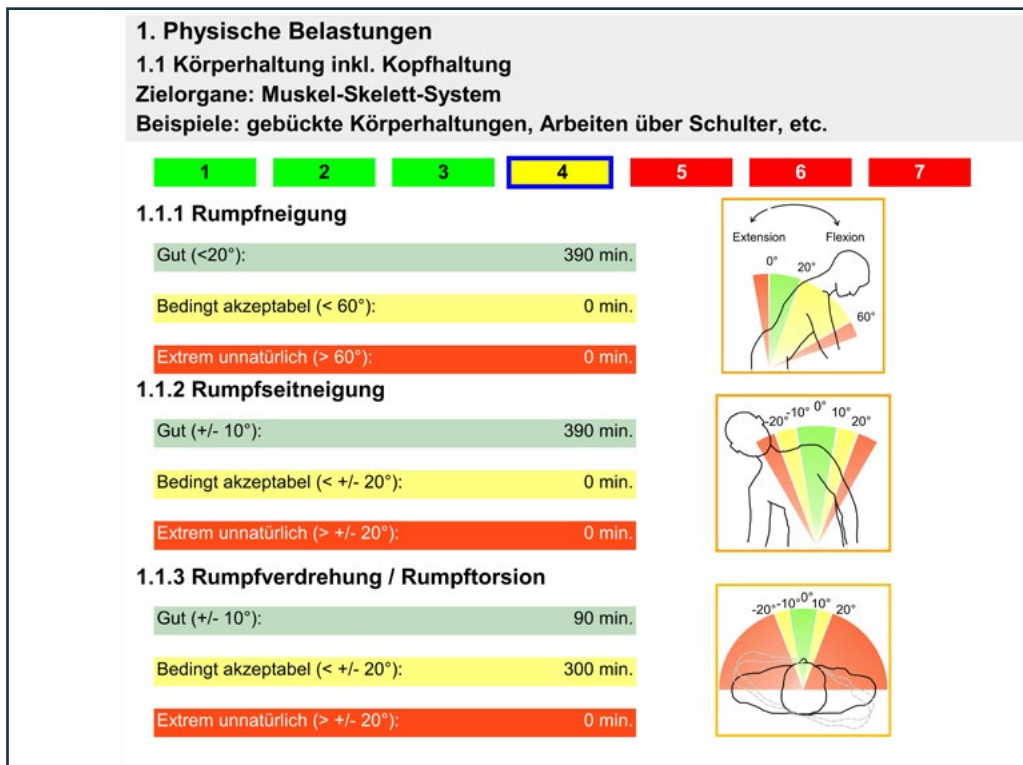 1. Physische Belastungen
1.1 Körperhaltung inkl. Kopfhaltung
Zielorgane: Muskel-Skelett-System
Beispiele: gebückte Körperhaltungen, Arbeiten über Schulter, etc.
1 2 3 4 5 6 7
1.1.1 Rumpfneigung
Gut (<20°): 390 min.
Bedingt akzeptabel (< 60°): 0 min.
Extrem unnatürlich (> 60°): 0 min.
Extension Flexion
0° 20°
60°
1.1.2 Rumpfseitneigung
Gut (+/- 10°): 390 min.
Bedingt akzeptabel (< +/- 20°): 0 min.
Extrem unnatürlich (> +/- 20°): 0 min.
-20° -10° 0° 10° 20°
1.1.3 Rumpfverdrehung / Rumpftorsion
Gut (+/- 10°): 90 min.
Bedingt akzeptabel (< +/- 20°): 300 min.
Extrem unnatürlich (> +/- 20°): 0 min.
-20° -10° 0° 10° 20°